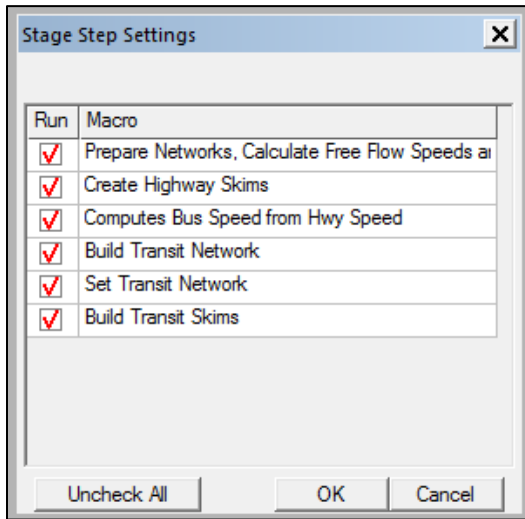 Stage Step Settings
Run Macro
Prepare Networks, Calculate Free Flow Speeds ar
Create Highway Skims
Computes Bus Speed from Hwy Speed
Build Transit Network
Set Transit Network
Build Transit Skims
Uncheck All OK Cancel